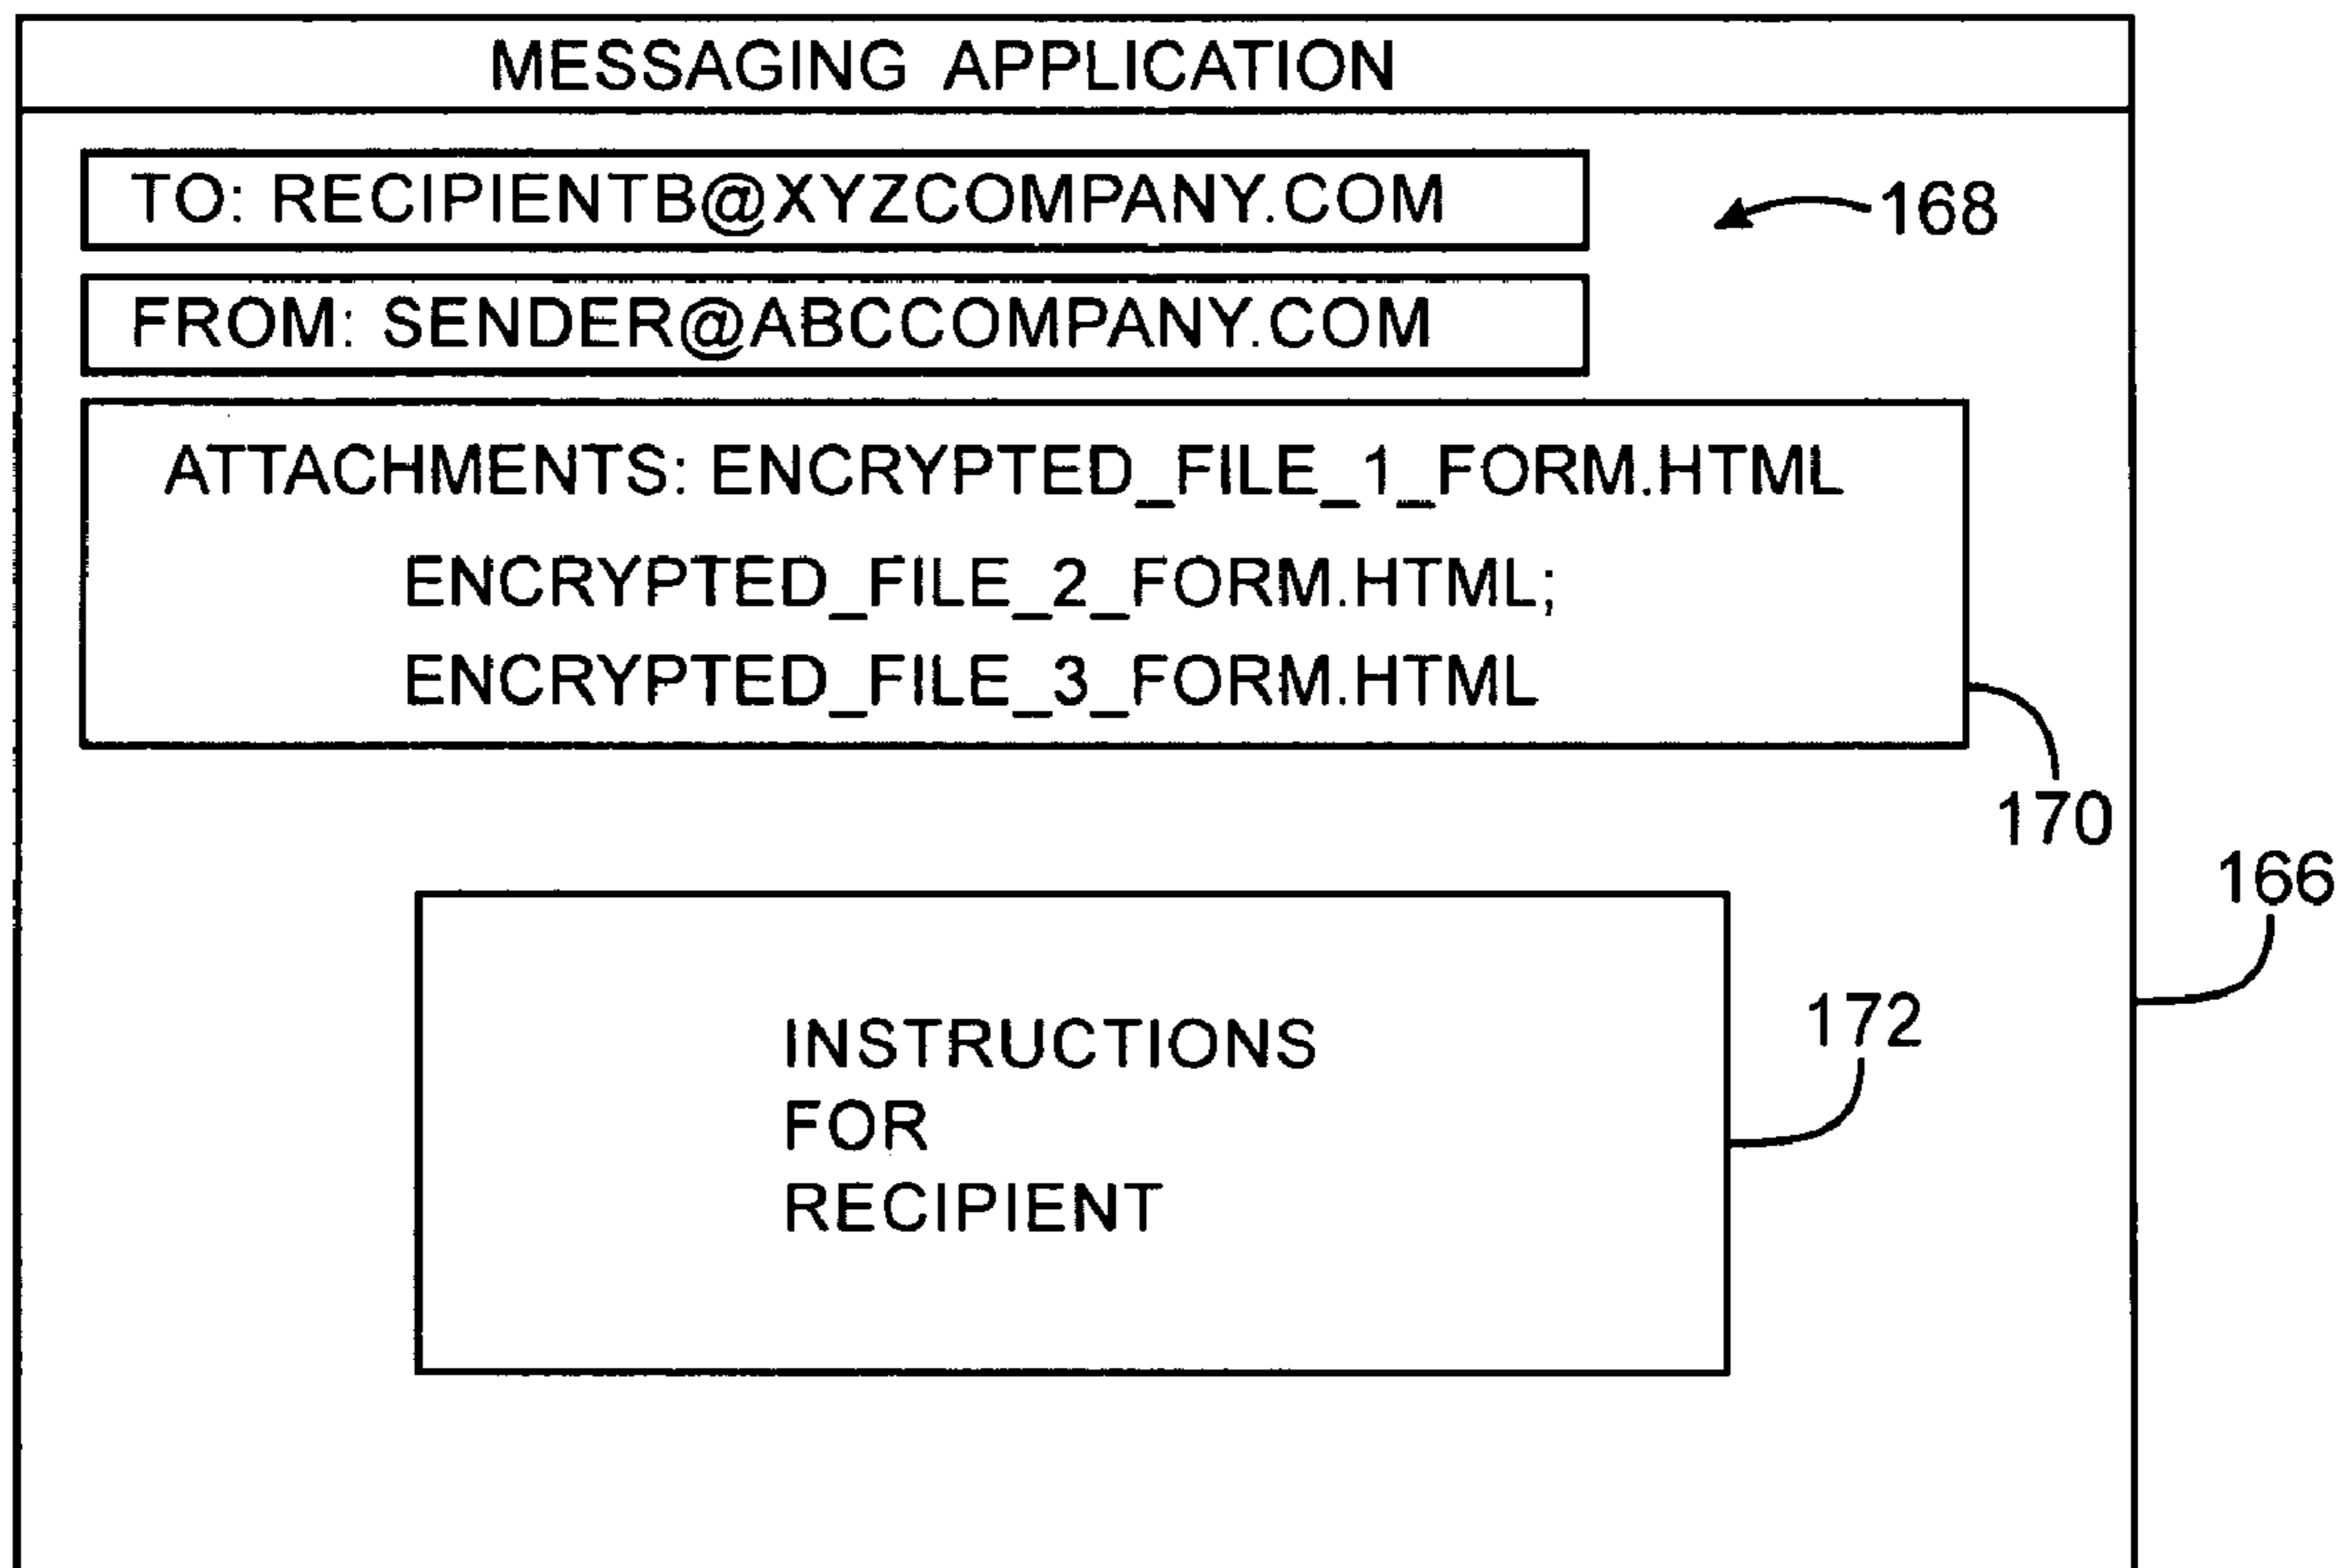 MESSAGING APPLICATION
TO: RECIPIENTB@XYZCOMPANY.COM
168
FROM: SENDER@ABCCOMPANY.COM
ATTACHMENTS: ENCRYPTED_FILE_1_FORM.HTML
ENCRYPTED_FILE_2_FORM.HTML;
ENCRYPTED_FILE_3_FORM.HTML
170
166
172
INSTRUCTIONS
FOR
RECIPIENT